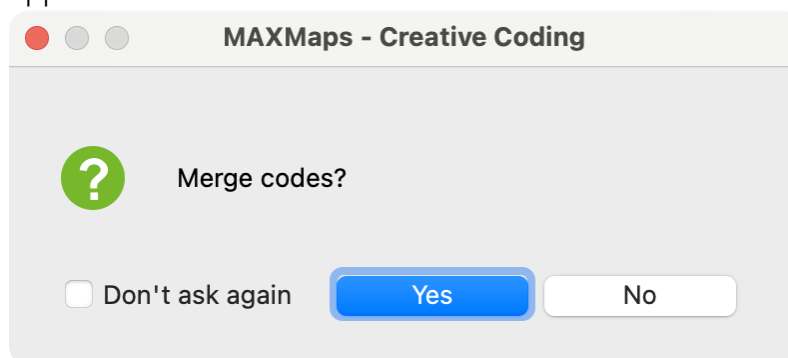 MAXMaps - Creative Coding
?
Merge codes?
Don't ask again
Yes
No